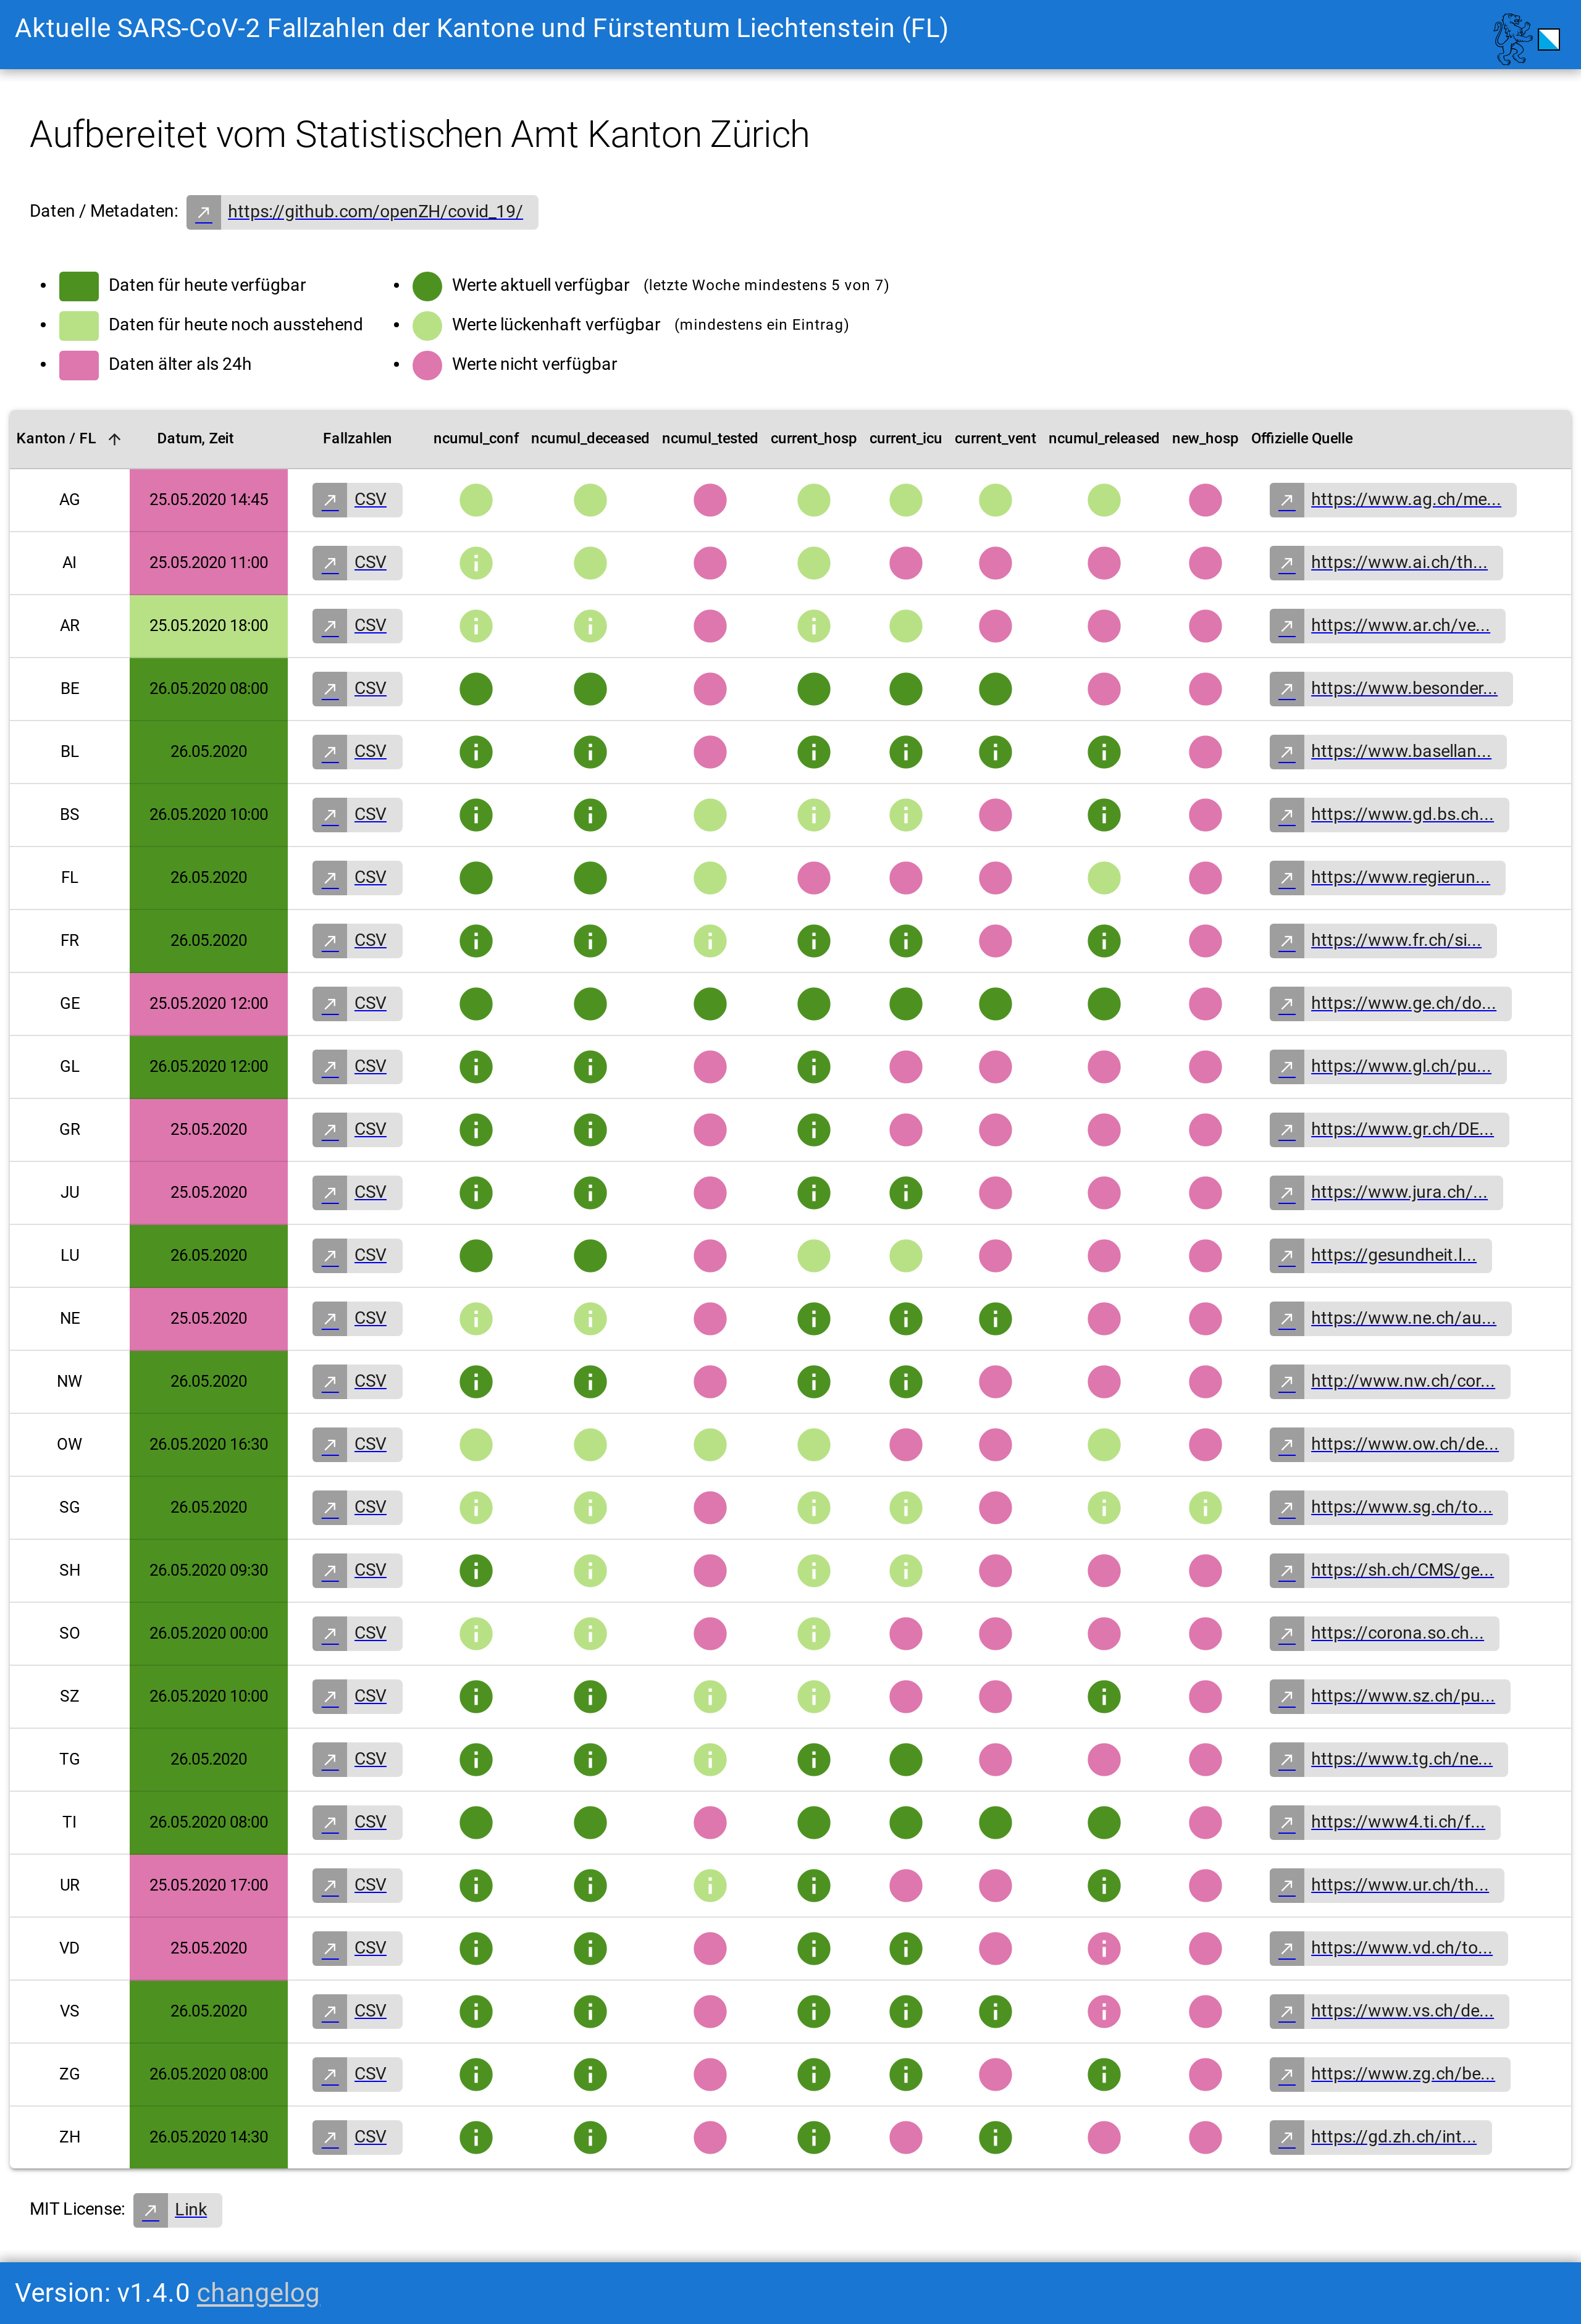 Aktuelle SARS-CoV-2 Fallzahlen der Kantone und Fürstentum Liechtenstein (FL)
Aufbereitet vom Statistischen Amt Kanton Zürich
Daten / Metadaten: https://github.com/openZH/covid_19/
Daten für heute verfügbar
Daten für heute noch ausstehend
Daten älter als 24h
Werte aktuell verfügbar (letzte Woche mindestens 5 von 7)
Werte lückenhaft verfügbar (mindestens ein Eintrag)
Werte nicht verfügbar
Kanton / FL Datum, Zeit Fallzahlen ncumul_conf ncumul_deceased ncumul_tested current_hosp current_icu current_vent ncumul_released new_hosp Offizielle Quelle
AG 25.05.2020 14:45 CSV https://www.ag.ch/me...
AI 25.05.2020 11:00 CSV https://www.ai.ch/th...
AR 25.05.2020 18:00 CSV https://www.ar.ch/ve...
BE 26.05.2020 08:00 CSV https://www.besonder...
BL 26.05.2020 CSV https://www.basellan...
BS 26.05.2020 10:00 CSV https://www.gd.bs.ch...
FL 26.05.2020 CSV https://www.regierun...
FR 26.05.2020 CSV https://www.fr.ch/si...
GE 25.05.2020 12:00 CSV https://www.ge.ch/do...
GL 26.05.2020 12:00 CSV https://www.gl.ch/pu...
GR 25.05.2020 CSV https://www.gr.ch/DE...
JU 25.05.2020 CSV https://www.jura.ch/...
LU 26.05.2020 CSV https://gesundheit.l...
NE 25.05.2020 CSV https://www.ne.ch/au...
NW 26.05.2020 CSV http://www.nw.ch/cor...
OW 26.05.2020 16:30 CSV https://www.ow.ch/de...
SG 26.05.2020 CSV https://www.sg.ch/to...
SH 26.05.2020 09:30 CSV https://sh.ch/CMS/ge...
SO 26.05.2020 00:00 CSV https://corona.so.ch...
SZ 26.05.2020 10:00 CSV https://www.sz.ch/pu...
TG 26.05.2020 CSV https://www.tg.ch/ne...
TI 26.05.2020 08:00 CSV https://www4.ti.ch/f...
UR 25.05.2020 17:00 CSV https://www.ur.ch/th...
VD 25.05.2020 CSV https://www.vd.ch/to...
VS 26.05.2020 CSV https://www.vs.ch/de...
ZG 26.05.2020 08:00 CSV https://www.zg.ch/be...
ZH 26.05.2020 14:30 CSV https://gd.zh.ch/int...
MIT License: Link
Version: v1.4.0 changelog